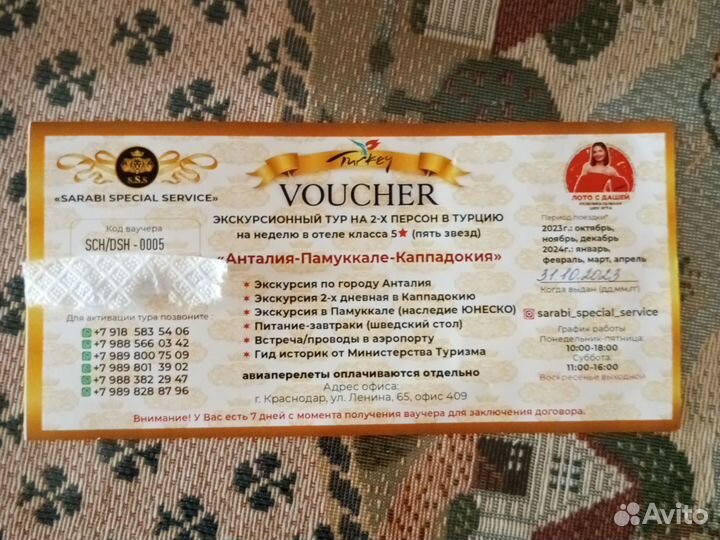 S.S.S
«SARABI SPECIAL SERVICE»
Код ваучера
SCH/DSH - 0005
Для активации тура позвоните :
+7 918 583 54 06
+7 988 566 03 42
+7 989 800 75 09
+7 989 801 39 02
+7 988 382 29 47
+7 989 828 87 96
Turkey
VOUCHER
ЭКСКУРСИОННЫЙ ТУР НА 2-Х ПЕРСОН В ТУРЦИЮ
на неделю в отеле класса 5★ (пять звезд)
«Анталия-Памуккале-Каппадокия»
Экскурсия по городу Анталия
Экскурсия 2-х дневная в Каппадокию
Экскурсия в Памуккале (наследие ЮНЕСКО)
Питание-завтраки (шведский стол)
Встреча/проводы в аэропорту
Гид историк от Министерства Туризма
авиаперелеты оплачиваются отдельно
Адрес офиса:
г. Краснодар, ул. Ленина, 65, офис 409
Внимание! У Вас есть 7 дней с момента получения ваучера для заключения договора.
ЛОТО С ДАШЕЙ
Период поездки*
2023г.: октябрь,
ноябрь, декабрь
2024г.: январь,
февраль, март, апрель
31.10.2023
Когда выдан (дд.мм.гг)
sarabi_special_service
График работы
Понедельник-пятница:
10:00-18:00
Суббота:
11:00-16:00
Воскресенье выходной
Avito